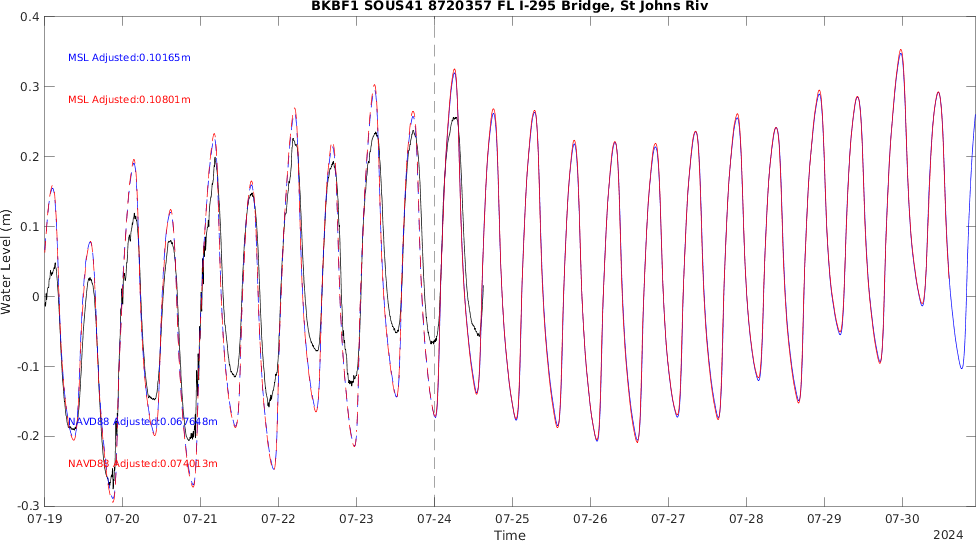 BKBF1 SOUS41 8720357 FL I-295 Bridge, St Johns Riv
0.4
MSL Adjusted:0.10165m
0.3
MSL Adjusted:0.10801m
0.2
0.1
Water Level (m)
0
-0.1
NAVD88 Adjusted:0.067648m
-0.2
NAVD88 Adjusted:0.074013m
-0.3
07-19 07-20 07-21 07-22 07-23 07-24 07-25 07-26 07-27 07-28 07-29 07-30
Time
2024